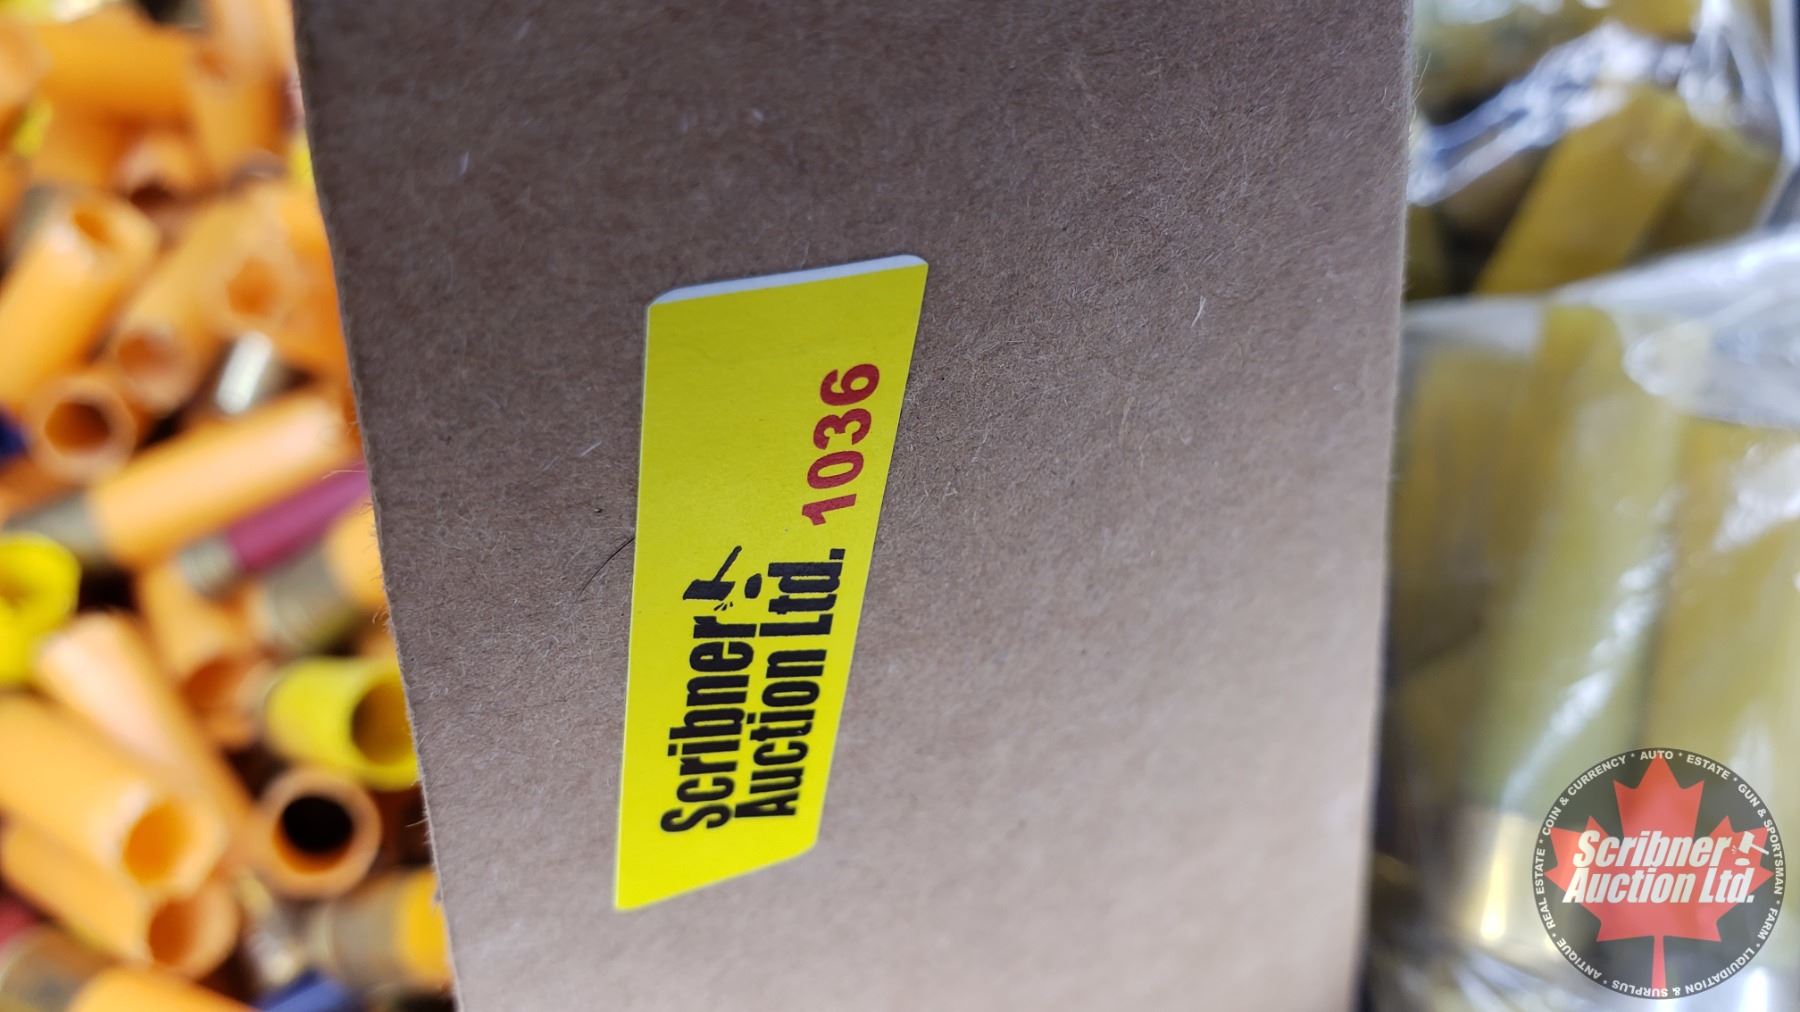 Scribner
Auction Ltd. 1036
Scribner
Auction Ltd.
REAL ESTATE * COIN & CURRENCY * AUTO * ESTATE * GUN & SPORTSMAN * FARM * LIQUIDATION & SURPLUS * ANTIQUE *